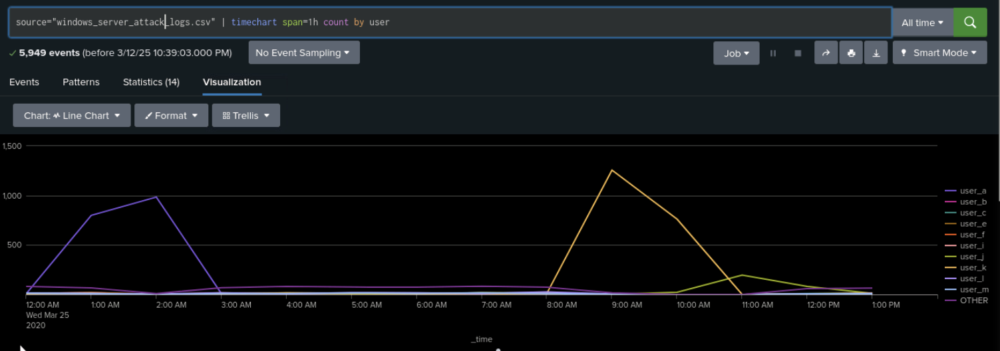 source="windows_server_attack_logs.csv" | timechart span=1h count by user
All time
5,949 events (before 3/12/25 10:39:03.000 PM)
No Event Sampling
Job
Smart Mode
Events
Patterns
Statistics (14)
Visualization
Chart: Line Chart
Format
Trellis
1,500
1,000
500
user_a
user_b
user_c
user_e
user_f
user_i
user_j
user_k
user_l
user_m
OTHER
12:00 AM 1:00 AM 2:00 AM 3:00 AM 4:00 AM 5:00 AM 6:00 AM 7:00 AM 8:00 AM 9:00 AM 10:00 AM 11:00 AM 12:00 PM 1:00 PM
Wed Mar 25
2020
_time